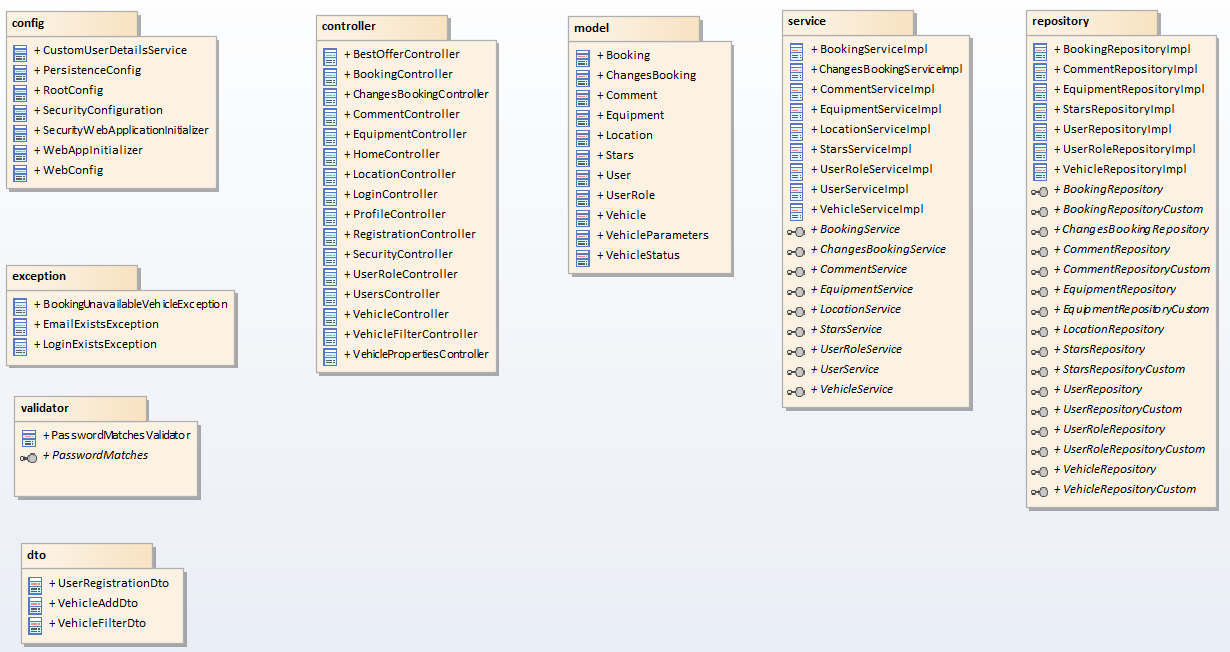 config
+ CustomUserDetailsService
+ PersistenceConfig
+ RootConfig
+ SecurityConfiguration
+ SecurityWebApplicationInitializer
+ WebAppInitializer
+ WebConfig
exception
+ BookingUnavailableVehicleException
+ EmailExistsException
+ LoginExistsException
validator
+ PasswordMatchesValidator
+ PasswordMatches
dto
+ UserRegistrationDto
+ VehicleAddDto
+ VehicleFilterDto
controller
+ BestOfferController
+ BookingController
+ ChangesBookingController
+ CommentController
+ EquipmentController
+ HomeController
+ LocationController
+ LoginController
+ ProfileController
+ RegistrationController
+ SecurityController
+ UserRoleController
+ UsersController
+ VehicleController
+ VehicleFilterController
+ VehiclePropertiesController
model
+ Booking
+ ChangesBooking
+ Comment
+ Equipment
+ Location
+ Stars
+ User
+ UserRole
+ Vehicle
+ VehicleParameters
+ VehicleStatus
service
+ BookingServiceImpl
+ ChangesBookingServiceImpl
+ CommentServiceImpl
+ EquipmentServiceImpl
+ LocationServiceImpl
+ StarsServiceImpl
+ UserRoleServiceImpl
+ UserServiceImpl
+ VehicleServiceImpl
+ BookingService
+ ChangesBookingService
+ CommentService
+ EquipmentService
+ LocationService
+ StarsService
+ UserRoleService
+ UserService
+ VehicleService
repository
+ BookingRepositoryImpl
+ CommentRepositoryImpl
+ EquipmentRepositoryImpl
+ StarsRepositoryImpl
+ UserRepositoryImpl
+ UserRoleRepositoryImpl
+ VehicleRepositoryImpl
+ BookingRepository
+ BookingRepositoryCustom
+ ChangesBookingRepository
+ CommentRepository
+ CommentRepositoryCustom
+ EquipmentRepository
+ EquipmentRepositoryCustom
+ LocationRepository
+ StarsRepository
+ StarsRepositoryCustom
+ UserRepository
+ UserRepositoryCustom
+ UserRoleRepository
+ UserRoleRepositoryCustom
+ VehicleRepository
+ VehicleRepositoryCustom